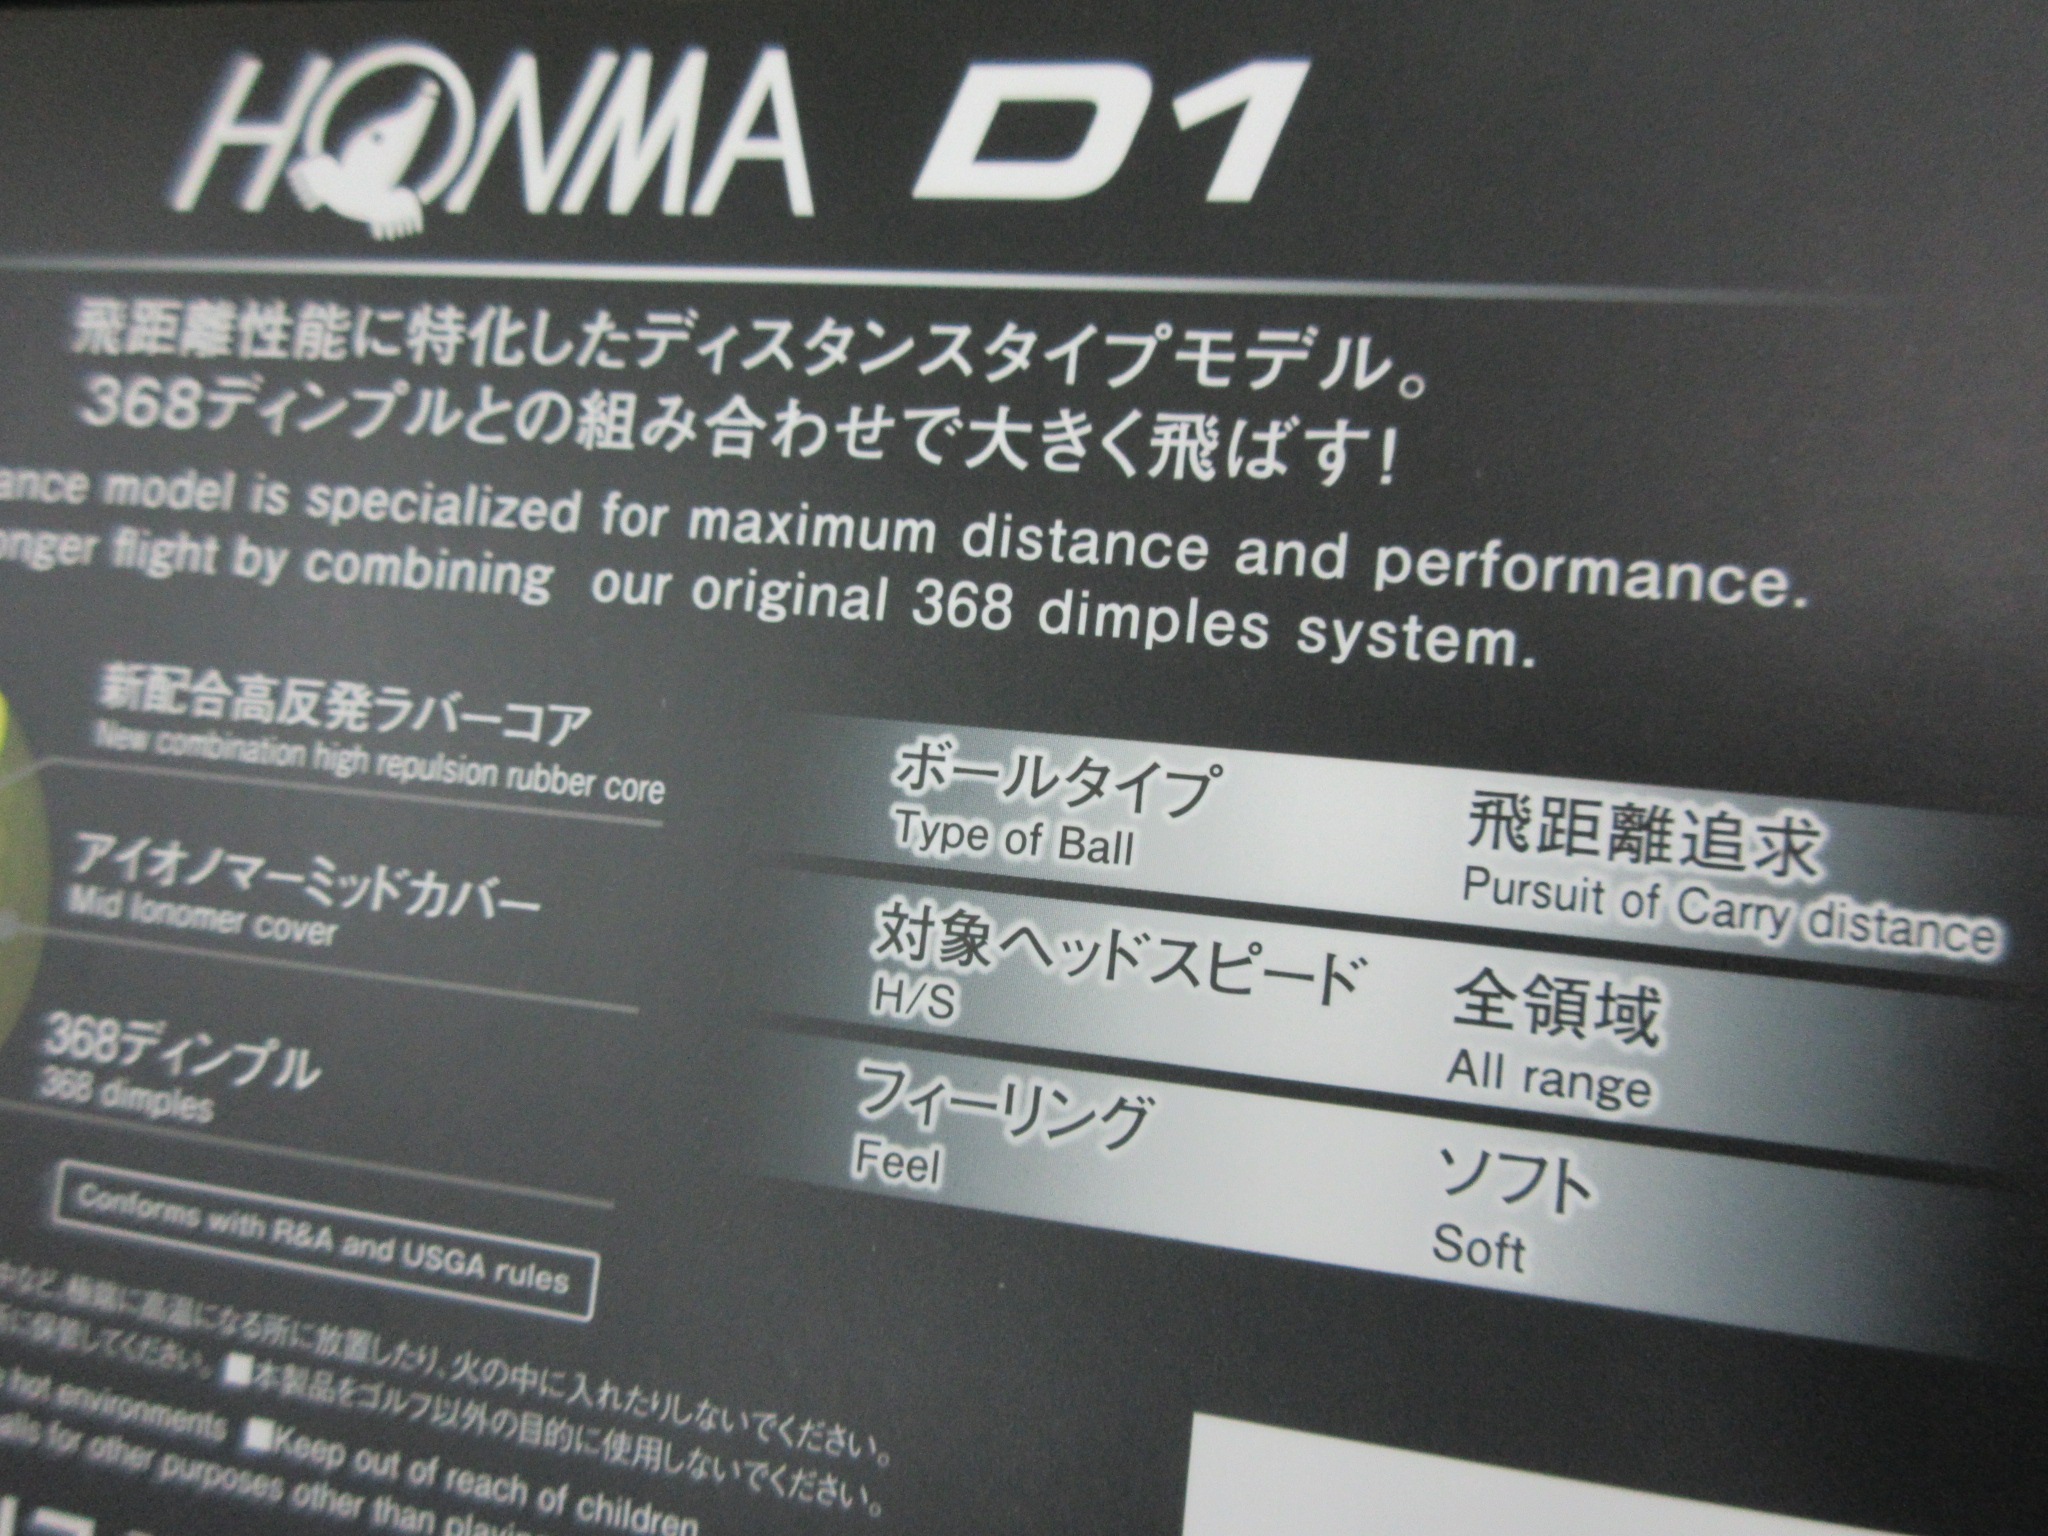 HONMA D1
飛距離性能に特化したディスタンスタイプモデル。
368ディンプルとの組み合わせで大きく飛ばす!
model is specialized for maximum distance and performance.
flight by combining our original 368 dimples system.
新配合高反発ラバーコア
New combination high repulsion rubber core
アイオノマーミッドカバー
Mid Ionomer cover
368ディンプル
368 dimples
Conforms with R&A and USGA rules
ボールタイプ 飛距離追求
Type of Ball Pursuit of Carry distance
対象ヘッドスピード 全領域
H/S All range
フィーリング ソフト
Feel Soft
など、極端に高温になる所に放置したり、火の中に入れたりしないでください。
に保管してください。■本製品をゴルフ以外の目的に使用しないでください。
hot environments ■Keep out of reach of children
for other purposes other than